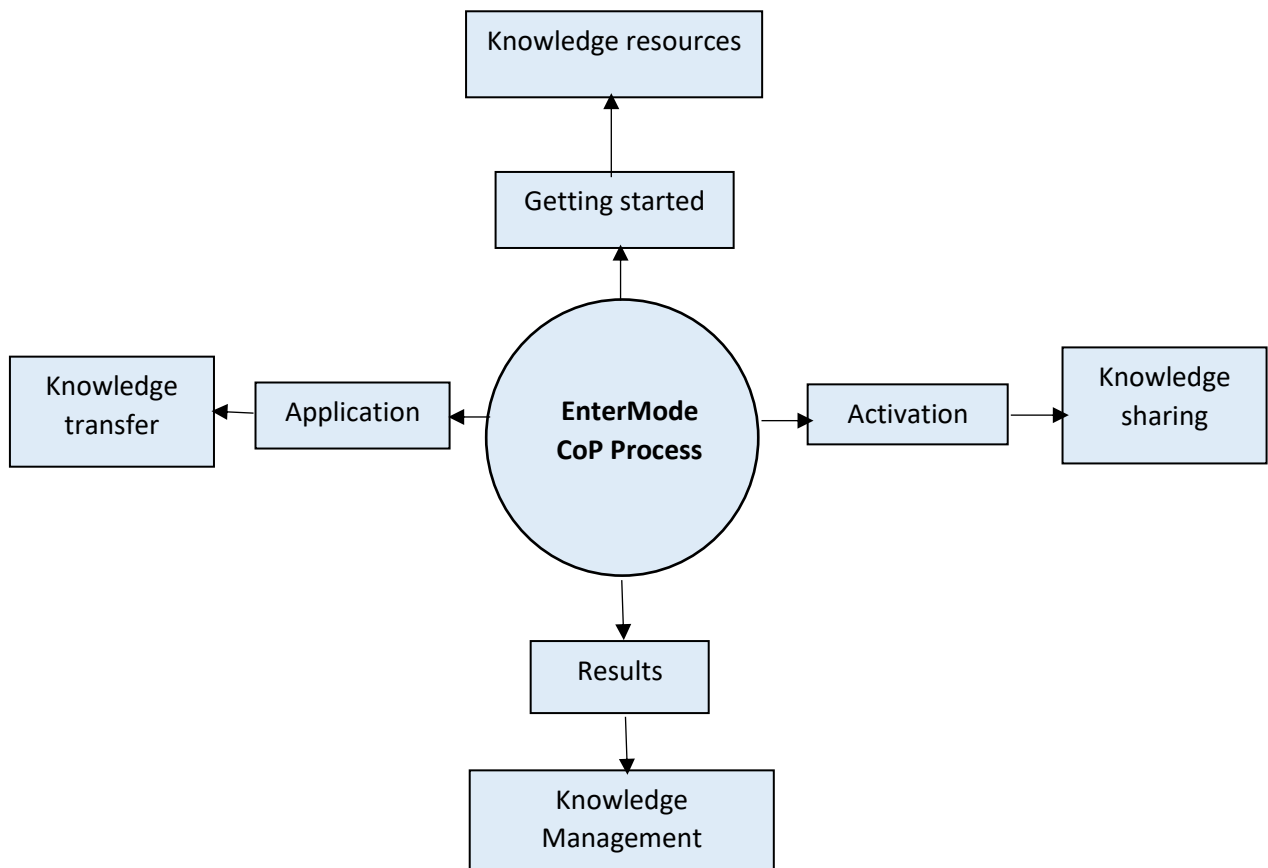 Knowledge resources
Getting started
Knowledge
transfer
Application
EnterMode
CoP Process
Activation
Knowledge
sharing
Results
Knowledge
Management